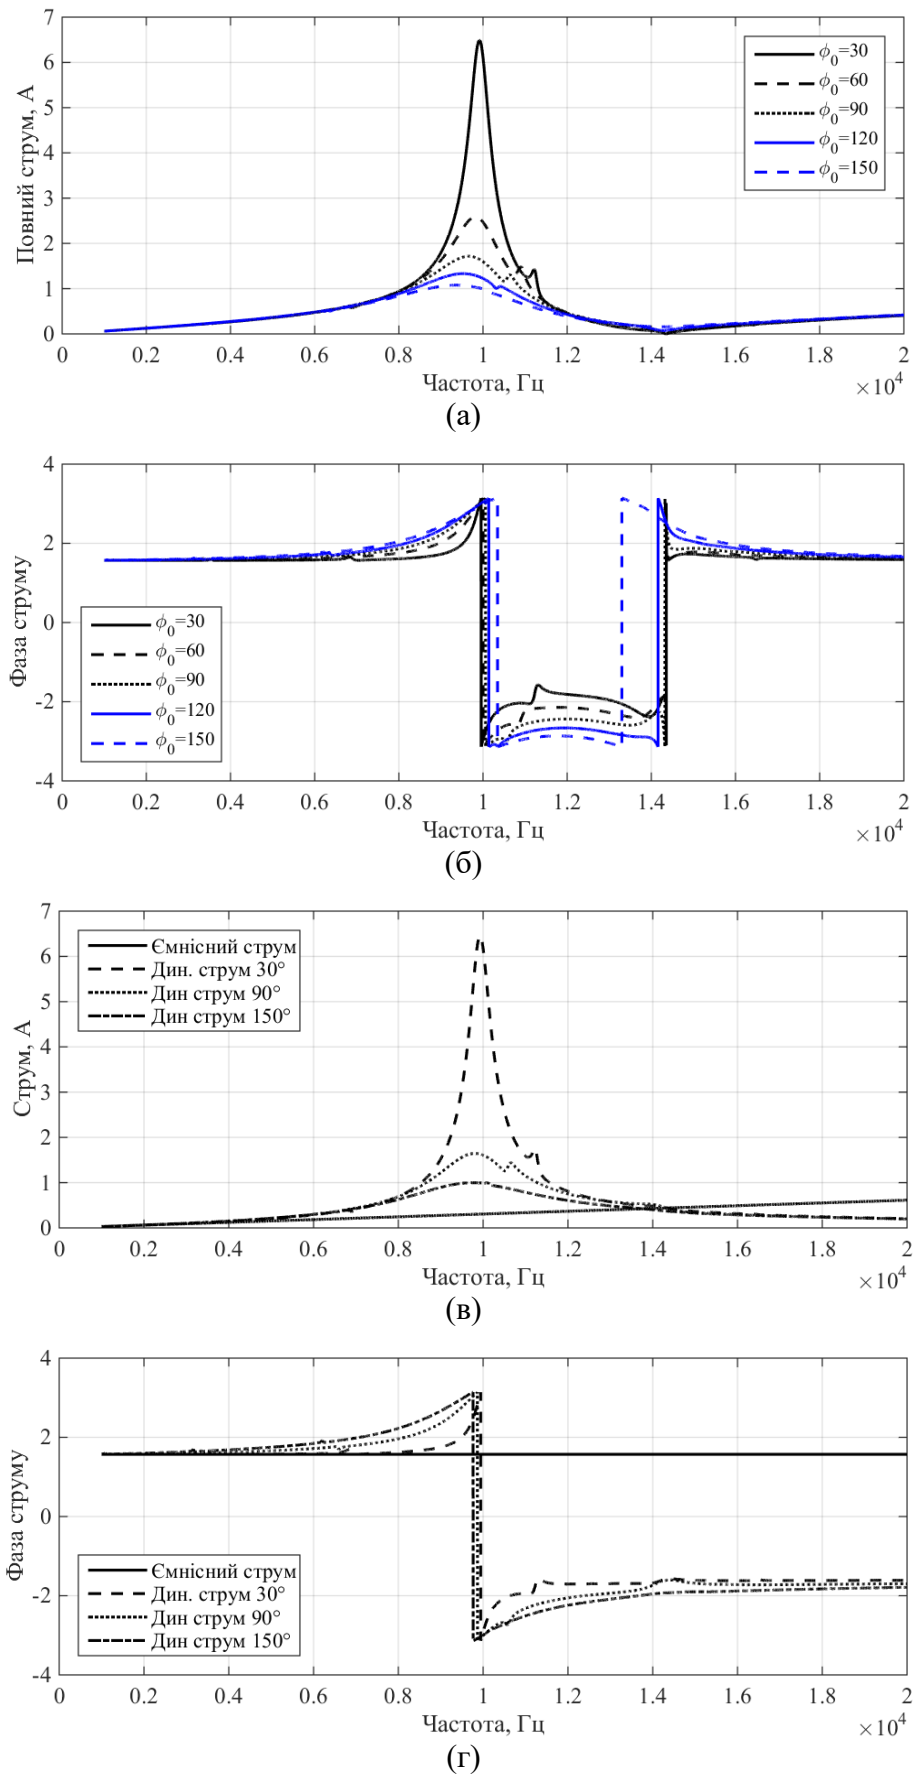 7
6
5
4
3
2
1
0
Повний струм, А
ϕ0=30
ϕ0=60
ϕ0=90
ϕ0=120
ϕ0=150
0 0.2 0.4 0.6 0.8 1 1.2 1.4 1.6 1.8 2
Частота, Гц
×10^4
(а)
4
2
0
-2
-4
Фаза струму
ϕ0=30
ϕ0=60
ϕ0=90
ϕ0=120
ϕ0=150
0 0.2 0.4 0.6 0.8 1 1.2 1.4 1.6 1.8 2
Частота, Гц
×10^4
(б)
7
6
5
4
3
2
1
0
Струм, А
Ємнісний струм
Дин. струм 30°
Дин струм 90°
Дин струм 150°
0 0.2 0.4 0.6 0.8 1 1.2 1.4 1.6 1.8 2
Частота, Гц
×10^4
(в)
4
2
0
-2
-4
Фаза струму
Ємнісний струм
Дин. струм 30°
Дин струм 90°
Дин струм 150°
0 0.2 0.4 0.6 0.8 1 1.2 1.4 1.6 1.8 2
Частота, Гц
×10^4
(г)